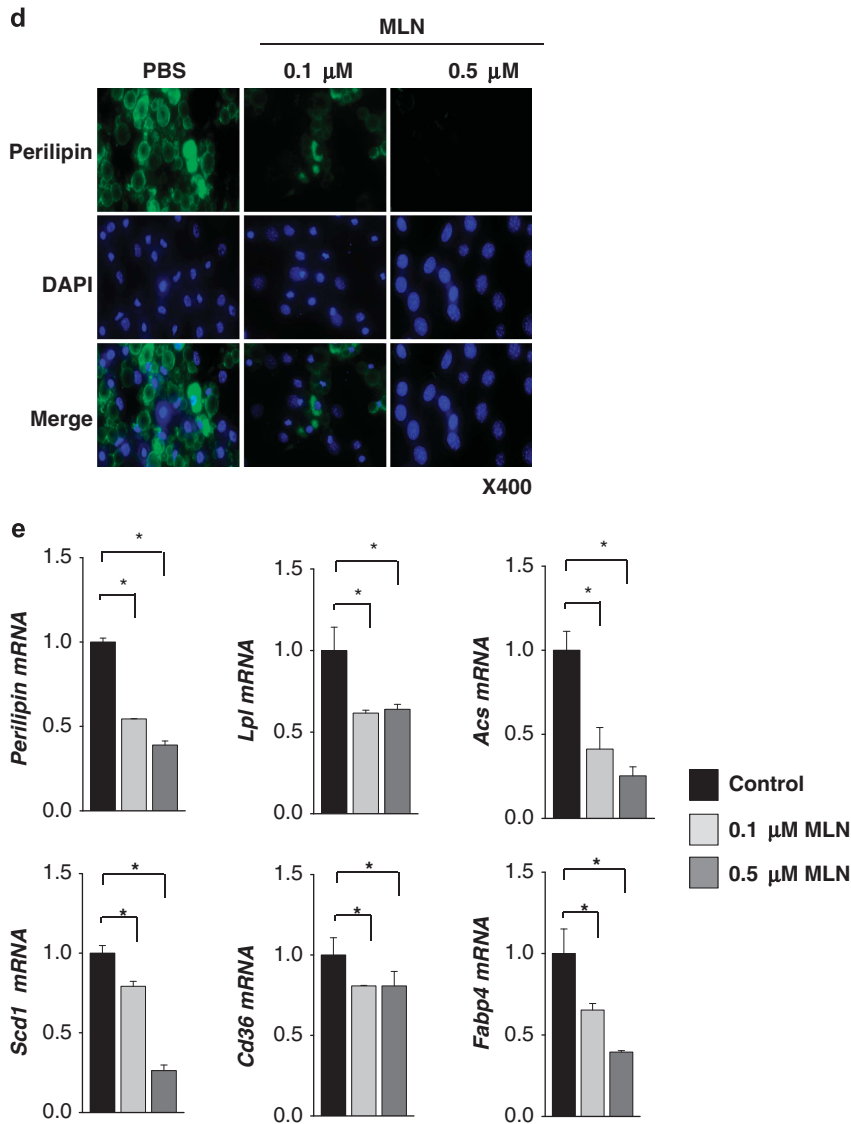 d
MLN
PBS 0.1 μM 0.5 μM
Perilipin
DAPI
Merge
X400
e
Perilipin mRNA
1.5
1.0
0.5
0.0
*
*
Lpl mRNA
1.5
1.0
0.5
0.0
*
*
Acs mRNA
1.5
1.0
0.5
0.0
*
*
Control
0.1 μM MLN
0.5 μM MLN
Scd1 mRNA
1.5
1.0
0.5
0.0
*
*
Cd36 mRNA
1.5
1.0
0.5
0.0
*
*
Fabp4 mRNA
1.5
1.0
0.5
0.0
*
*